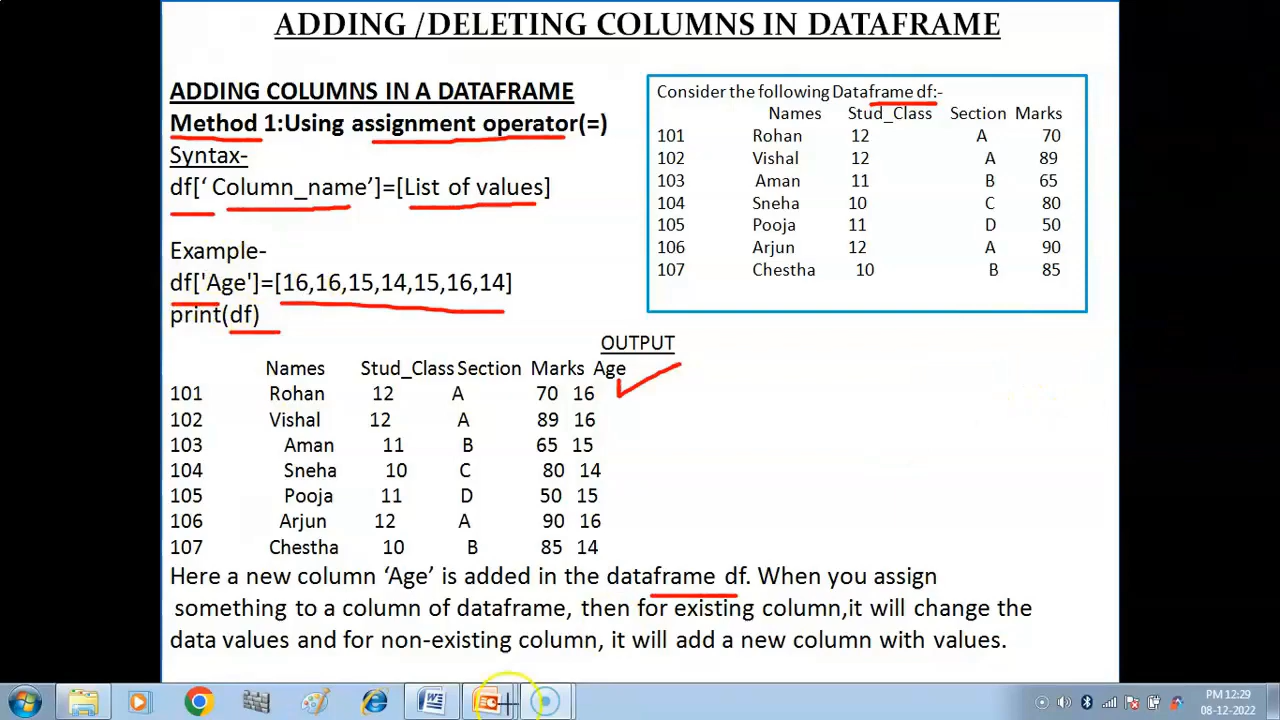 ADDING /DELETING COLUMNS IN DATAFRAME
ADDING COLUMNS IN A DATAFRAME
Method 1:Using assignment operator(=)
Syntax-
df[‘ Column_name’]=[List of values]
Example-
df['Age']=[16,16,15,14,15,16,14]
print(df)
Consider the following Dataframe df:-
Names Stud_Class Section Marks
101 Rohan 12 A 70
102 Vishal 12 A 89
103 Aman 11 B 65
104 Sneha 10 C 80
105 Pooja 11 D 50
106 Arjun 12 A 90
107 Chestha 10 B 85
OUTPUT
Names Stud_Class Section Marks Age
101 Rohan 12 A 70 16
102 Vishal 12 A 89 16
103 Aman 11 B 65 15
104 Sneha 10 C 80 14
105 Pooja 11 D 50 15
106 Arjun 12 A 90 16
107 Chestha 10 B 85 14
Here a new column ‘Age’ is added in the dataframe df. When you assign
something to a column of dataframe, then for existing column,it will change the
data values and for non-existing column, it will add a new column with values.
PM 12:29
08-12-2022